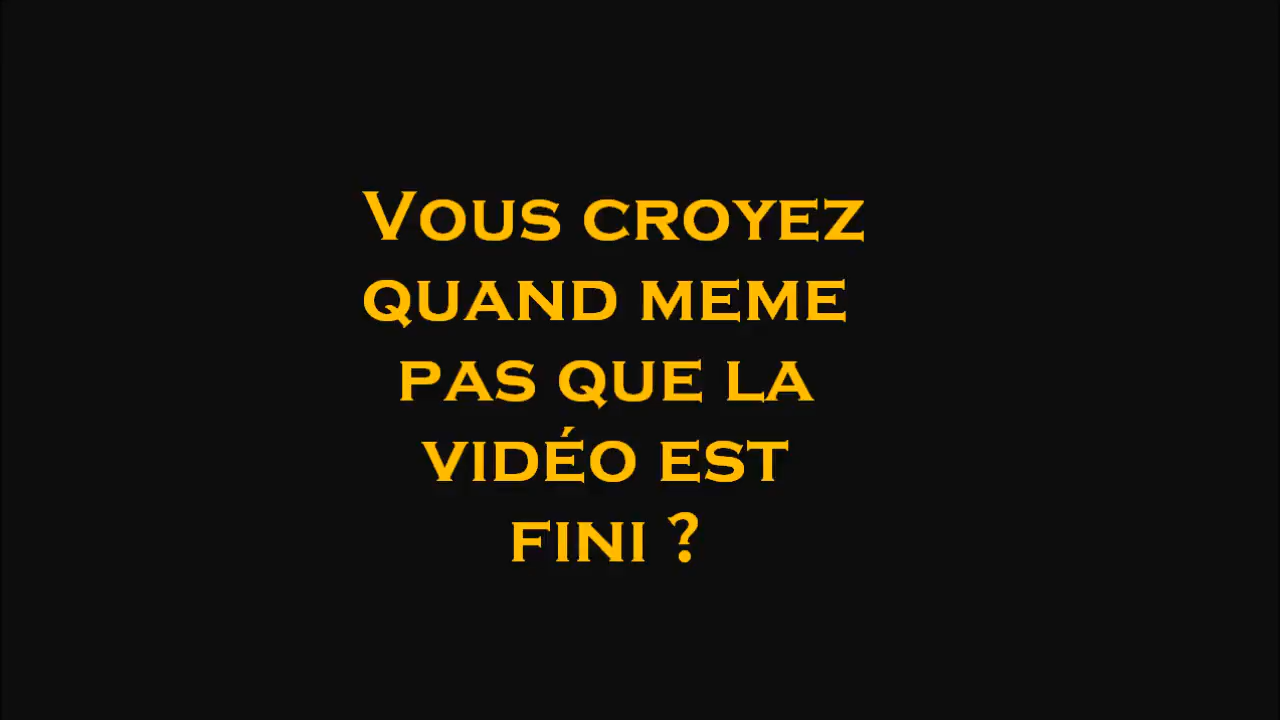 Vous croyez
quand meme
pas que la
vidéo est
fini ?